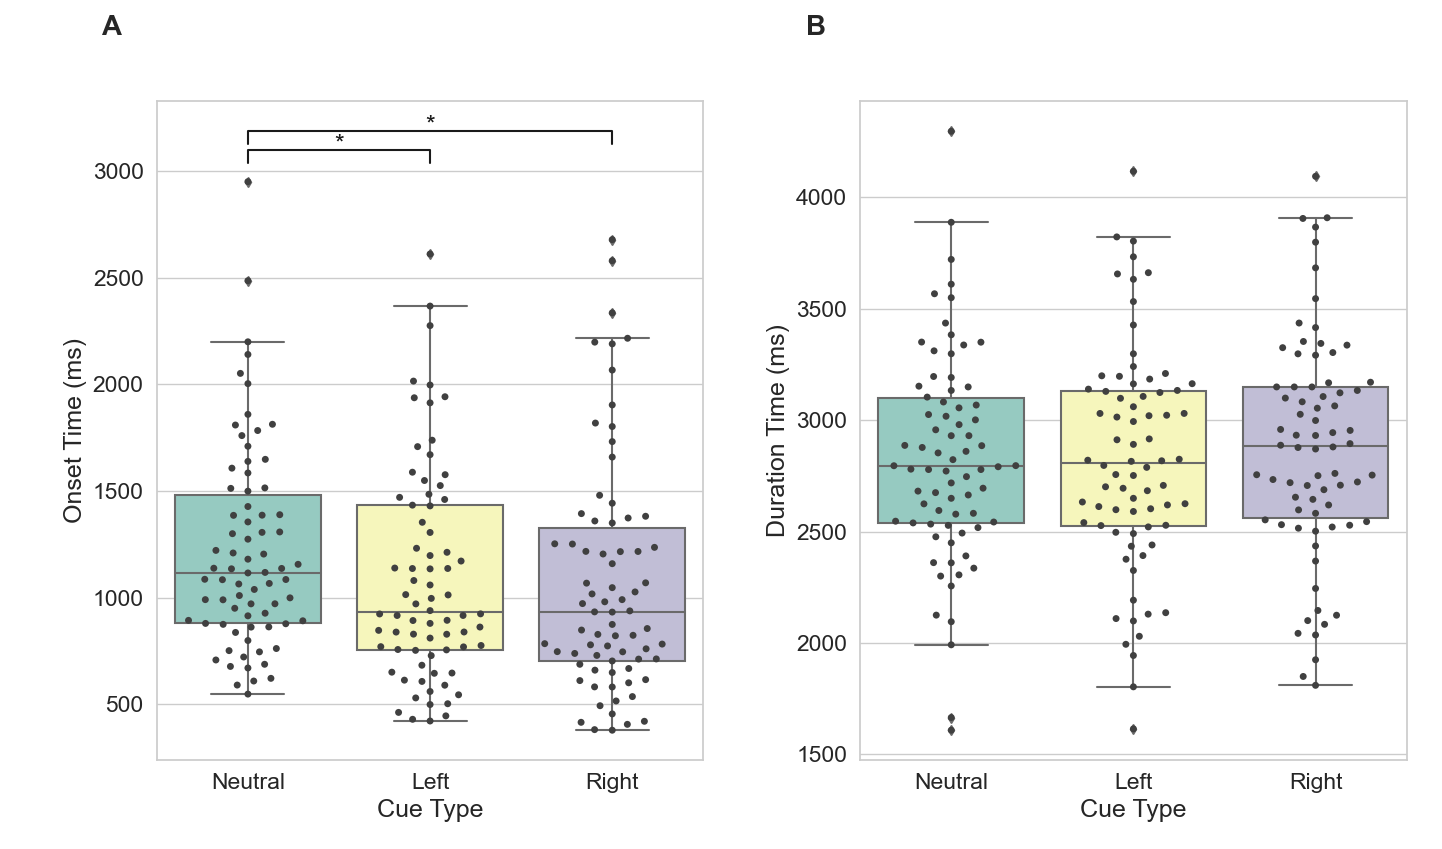 A
B
*
*
3000
2500
2000
1500
1000
500
Onset Time (ms)
Neutral
Left
Right
Cue Type
4000
3500
3000
2500
2000
1500
Duration Time (ms)
Neutral
Left
Right
Cue Type